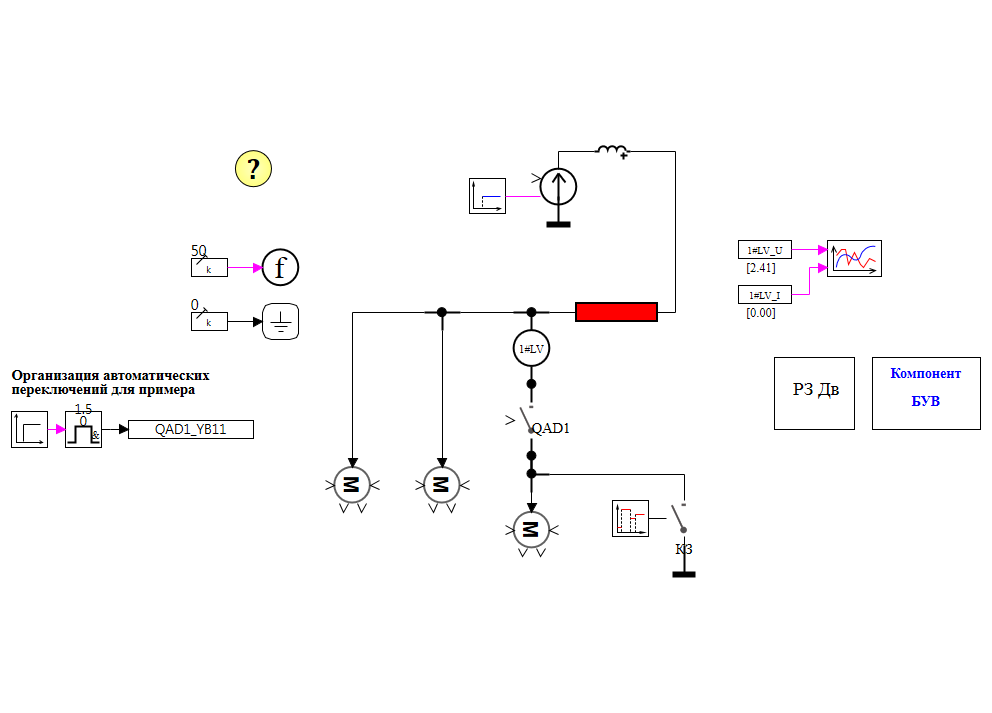 ?
50
k
f
0
k
1#LV_U
[2.41]
1#LV_I
[0.00]
1#LV
Организация автоматических
переключений для примера
1.5
0
&
QAD1_YB11
QAD1
РЗ Дв
Компонент
БУВ
M
M
M
КЗ